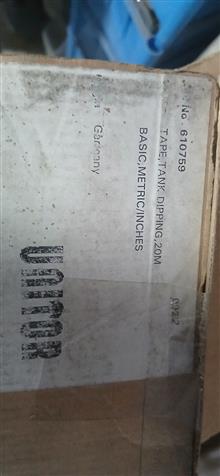 No. 610759
TAPE,TANK DIPPING,20M
BASIC,METRIC/INCHES
Germany
UNITOR